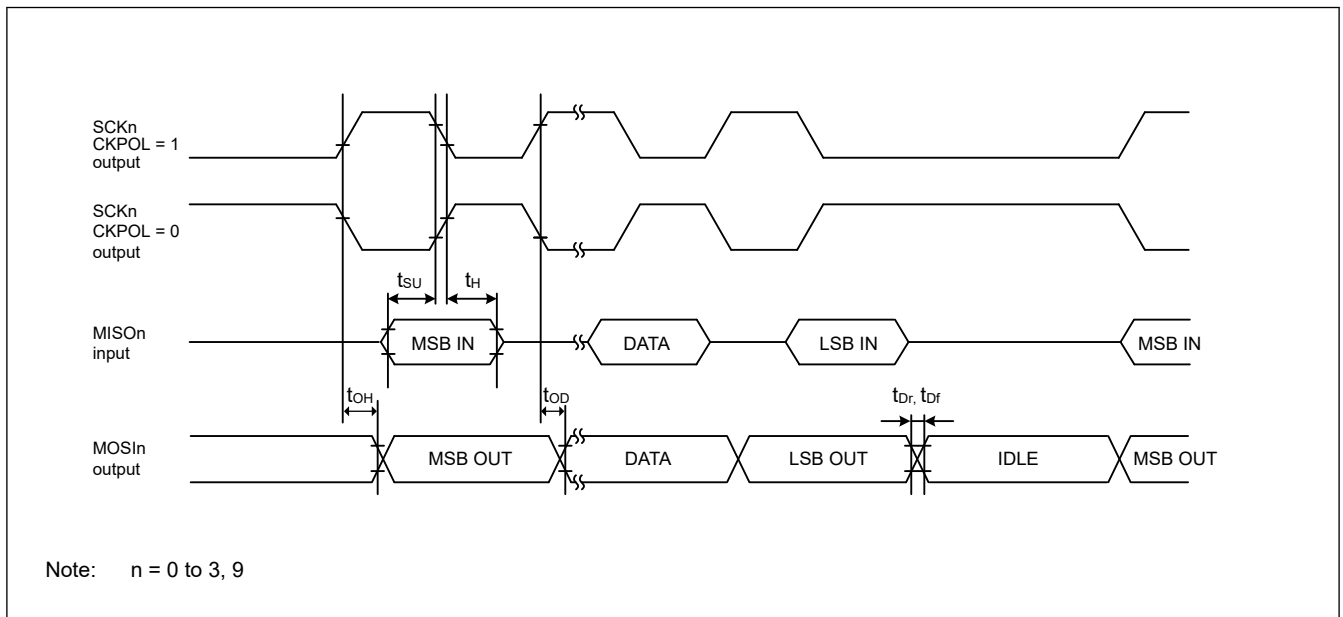 SCKn
CKPOL = 1
output
SCKn
CKPOL = 0
output
tSU
tH
MISOn
input
MSB IN
DATA
LSB IN
MSB IN
tOH
tOD
tDr, tDf
MOSIn
output
MSB OUT
DATA
LSB OUT
IDLE
MSB OUT
Note: n = 0 to 3, 9